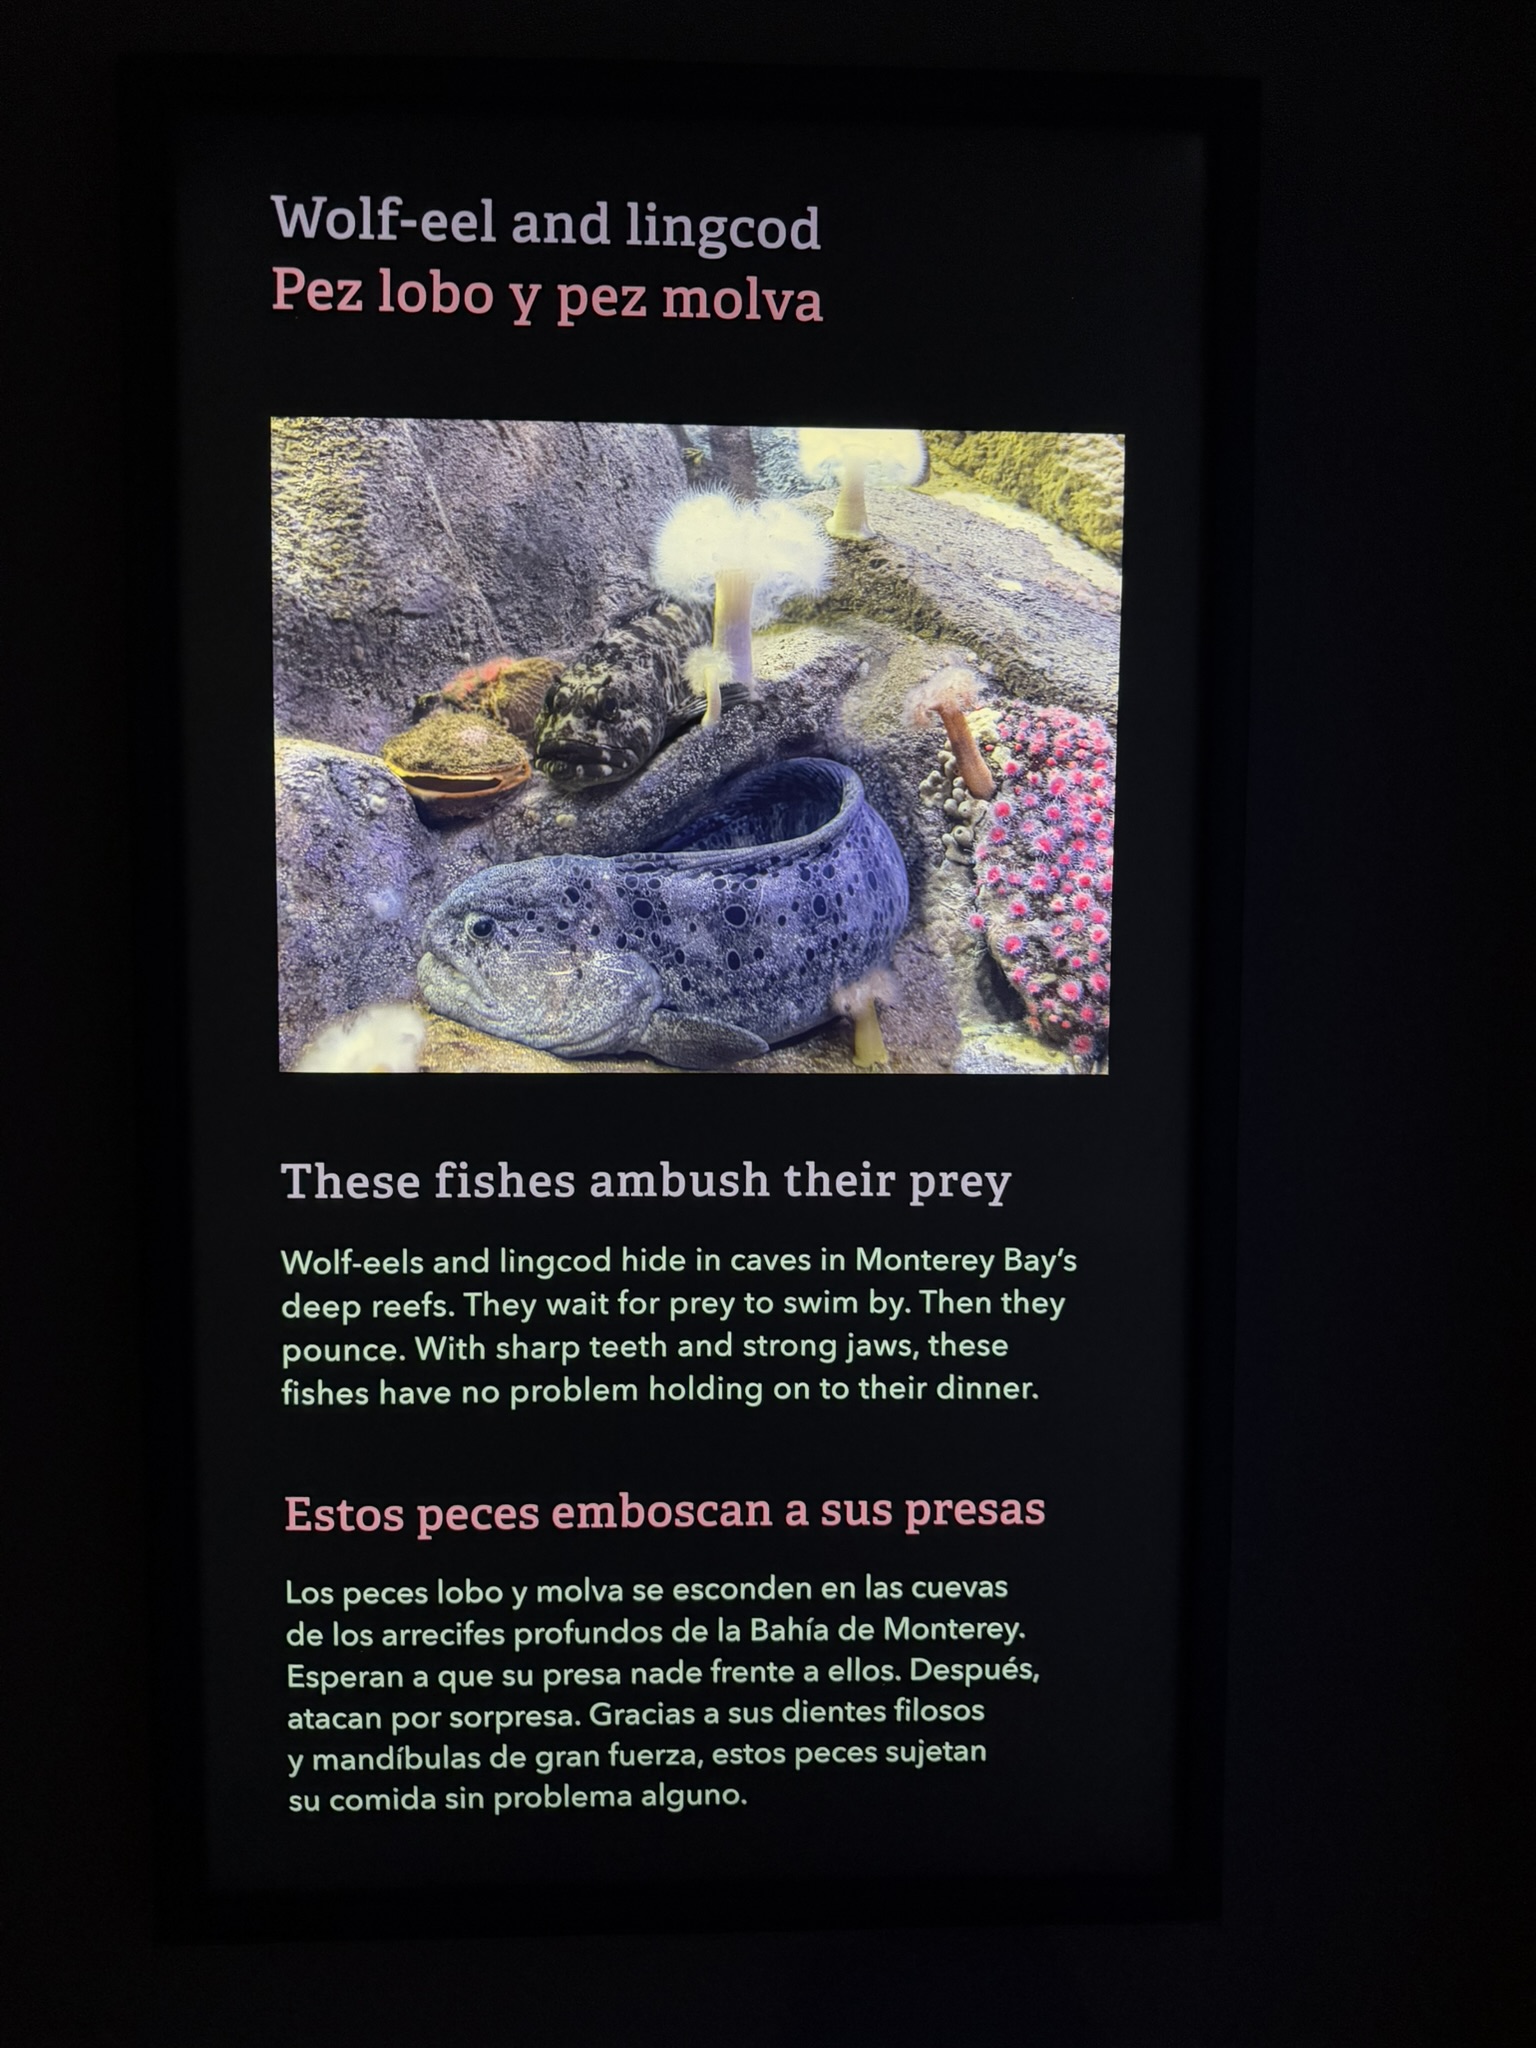 Wolf-eel and lingcod
Pez lobo y pez molva
These fishes ambush their prey
Wolf-eels and lingcod hide in caves in Monterey Bay's
deep reefs. They wait for prey to swim by. Then they
pounce. With sharp teeth and strong jaws, these
fishes have no problem holding on to their dinner.
Estos peces emboscan a sus presas
Los peces lobo y molva se esconden en las cuevas
de los arrecifes profundos de la Bahía de Monterey.
Esperan a que su presa nade frente a ellos. Después,
atacan por sorpresa. Gracias a sus dientes filosos
y mandíbulas de gran fuerza, estos peces sujetan
su comida sin problema alguno.